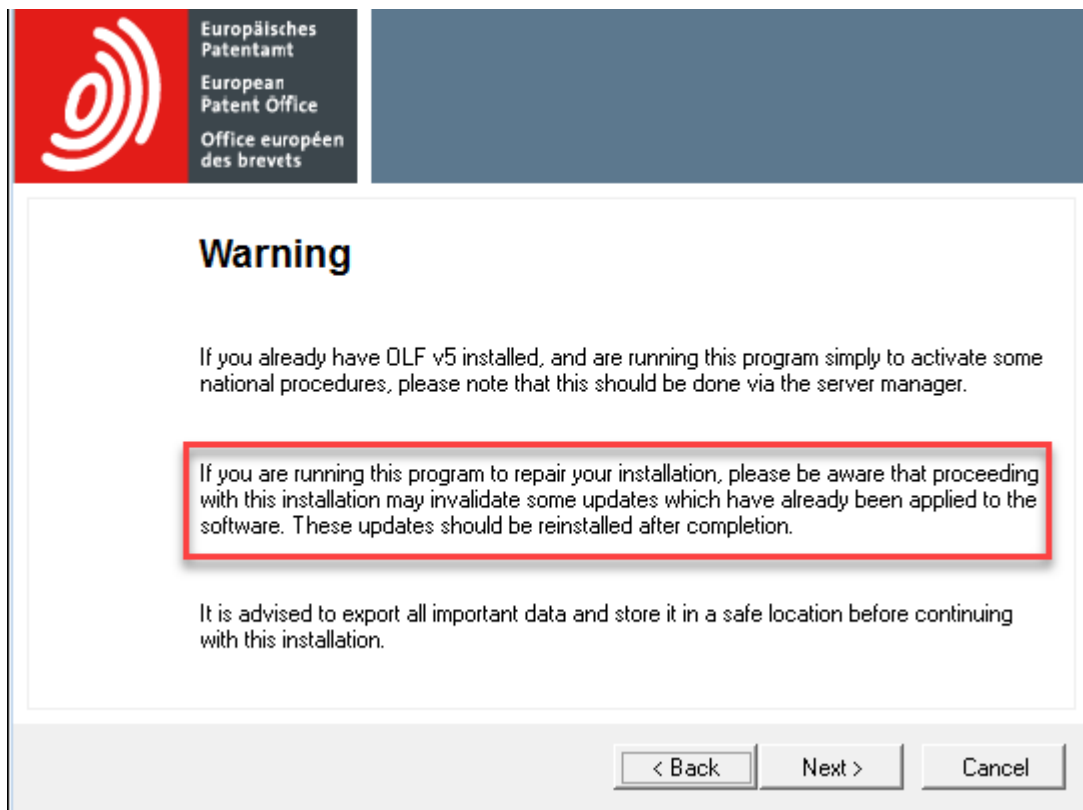 Europäisches
Patentamt
European
Patent Office
Office européen
des brevets
Warning
If you already have OLF v5 installed, and are running this program simply to activate some
national procedures, please note that this should be done via the server manager.
If you are running this program to repair your installation, please be aware that proceeding
with this installation may invalidate some updates which have already been applied to the
software. These updates should be reinstalled after completion.
It is advised to export all important data and store it in a safe location before continuing
with this installation.
< Back
Next >
Cancel